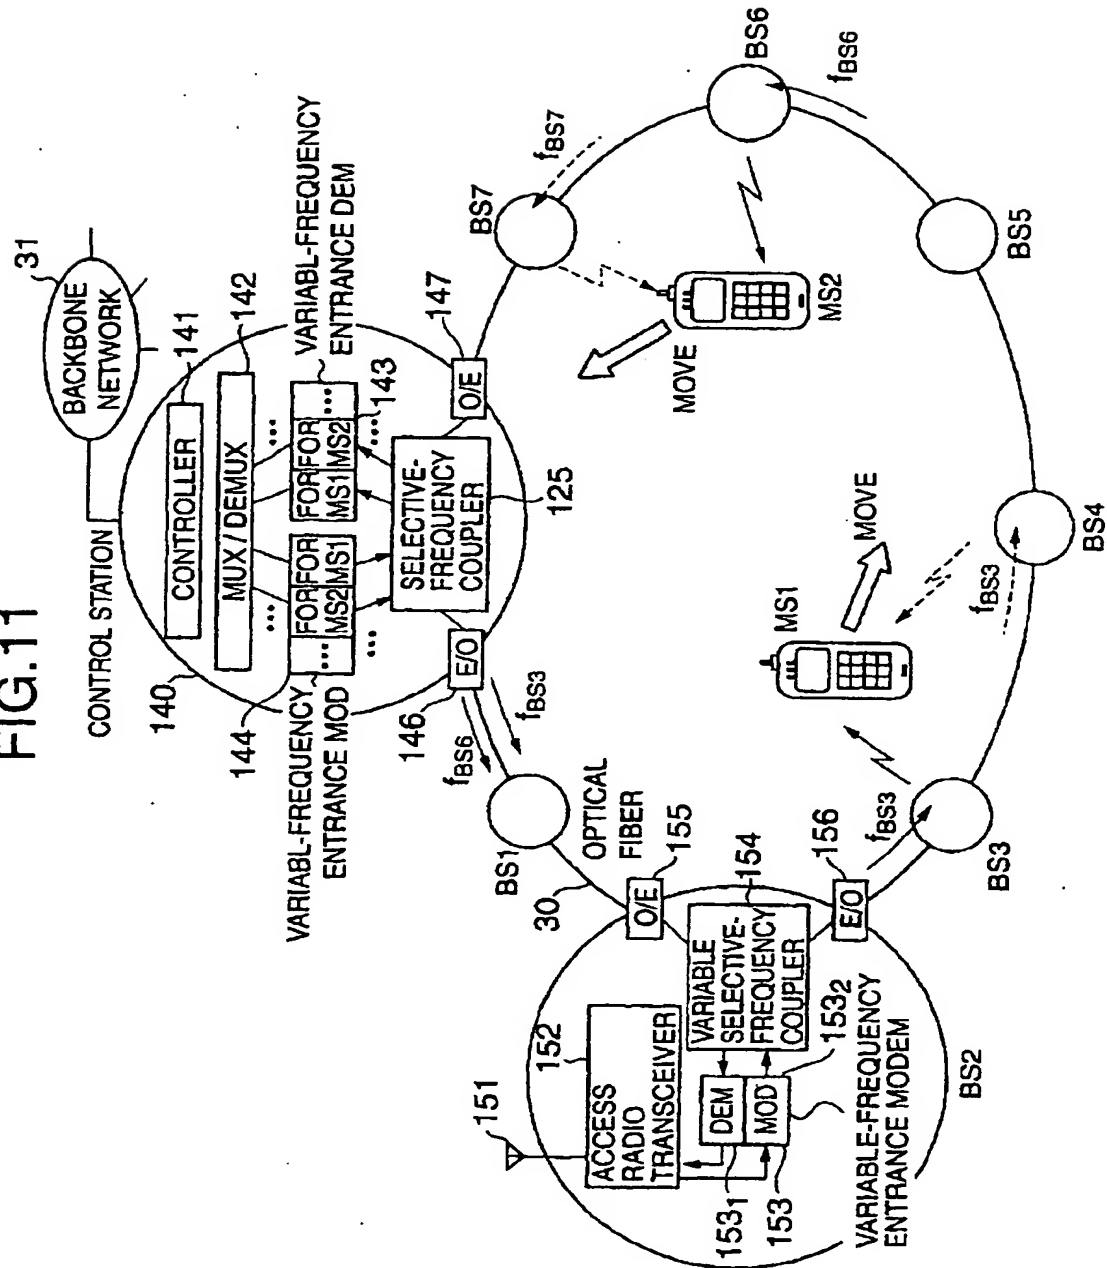 FIG.11
CONTROL STATION
BACKBONE
NETWORK
31
140
CONTROLLER
141
MUX / DEMUX
142
144
VARIABLE-FREQUENCY
ENTRANCE MOD
...
...
...
FOR
MS2
FOR
MS1
FOR
MS1
FOR
MS2
...
...
...
143
VARIABL-FREQUENCY
ENTRANCE DEM
SELECTIVE-
FREQUENCY
COUPLER
125
E/O
146
O/E
147
fBS6
fBS3
BS1
OPTICAL
FIBER
30
O/E
155
151
ACCESS
RADIO
TRANSCEIVER
152
VARIABLE
SELECTIVE-
FREQUENCY
COUPLER
154
DEM
MOD
153₁
153
153₂
VARIABLE-FREQUENCY
ENTRANCE MODEM
E/O
156
BS2
fBS3
BS3
MS1
MOVE
fBS3
BS4
BS5
MS2
MOVE
BS6
fBS6
BS7
fBS7